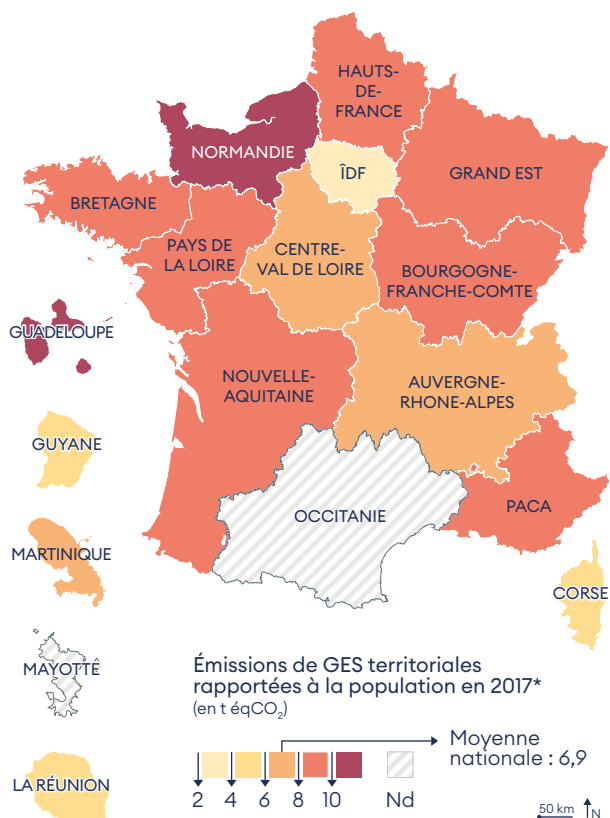 HAUTS-
DE-
FRANCE
NORMANDIE
ÎDF
GRAND EST
BRETAGNE
PAYS DE
LA LOIRE
CENTRE-
VAL DE LOIRE
BOURGOGNE-
FRANCHE-COMTE
GUADELOUPE
NOUVELLE-
AQUITAINE
AUVERGNE-
RHONE-ALPES
GUYANE
OCCITANIE
PACA
MARTINIQUE
CORSE
MAYOTTE
Émissions de GES territoriales
rapportées à la population en 2017*
(en t éqCO₂)
Moyenne
nationale : 6,9
LA RÉUNION
2 4 6 8 10 Nd
50 km N